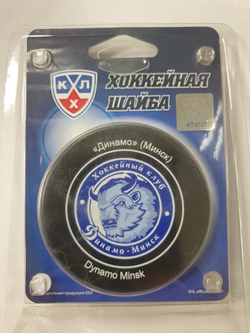 КХЛ
ХОККЕЙНАЯ
ШАЙБА
«Динамо» (Минск)
Хоккейный клуб
Динамо-Минск
Dynamo Minsk